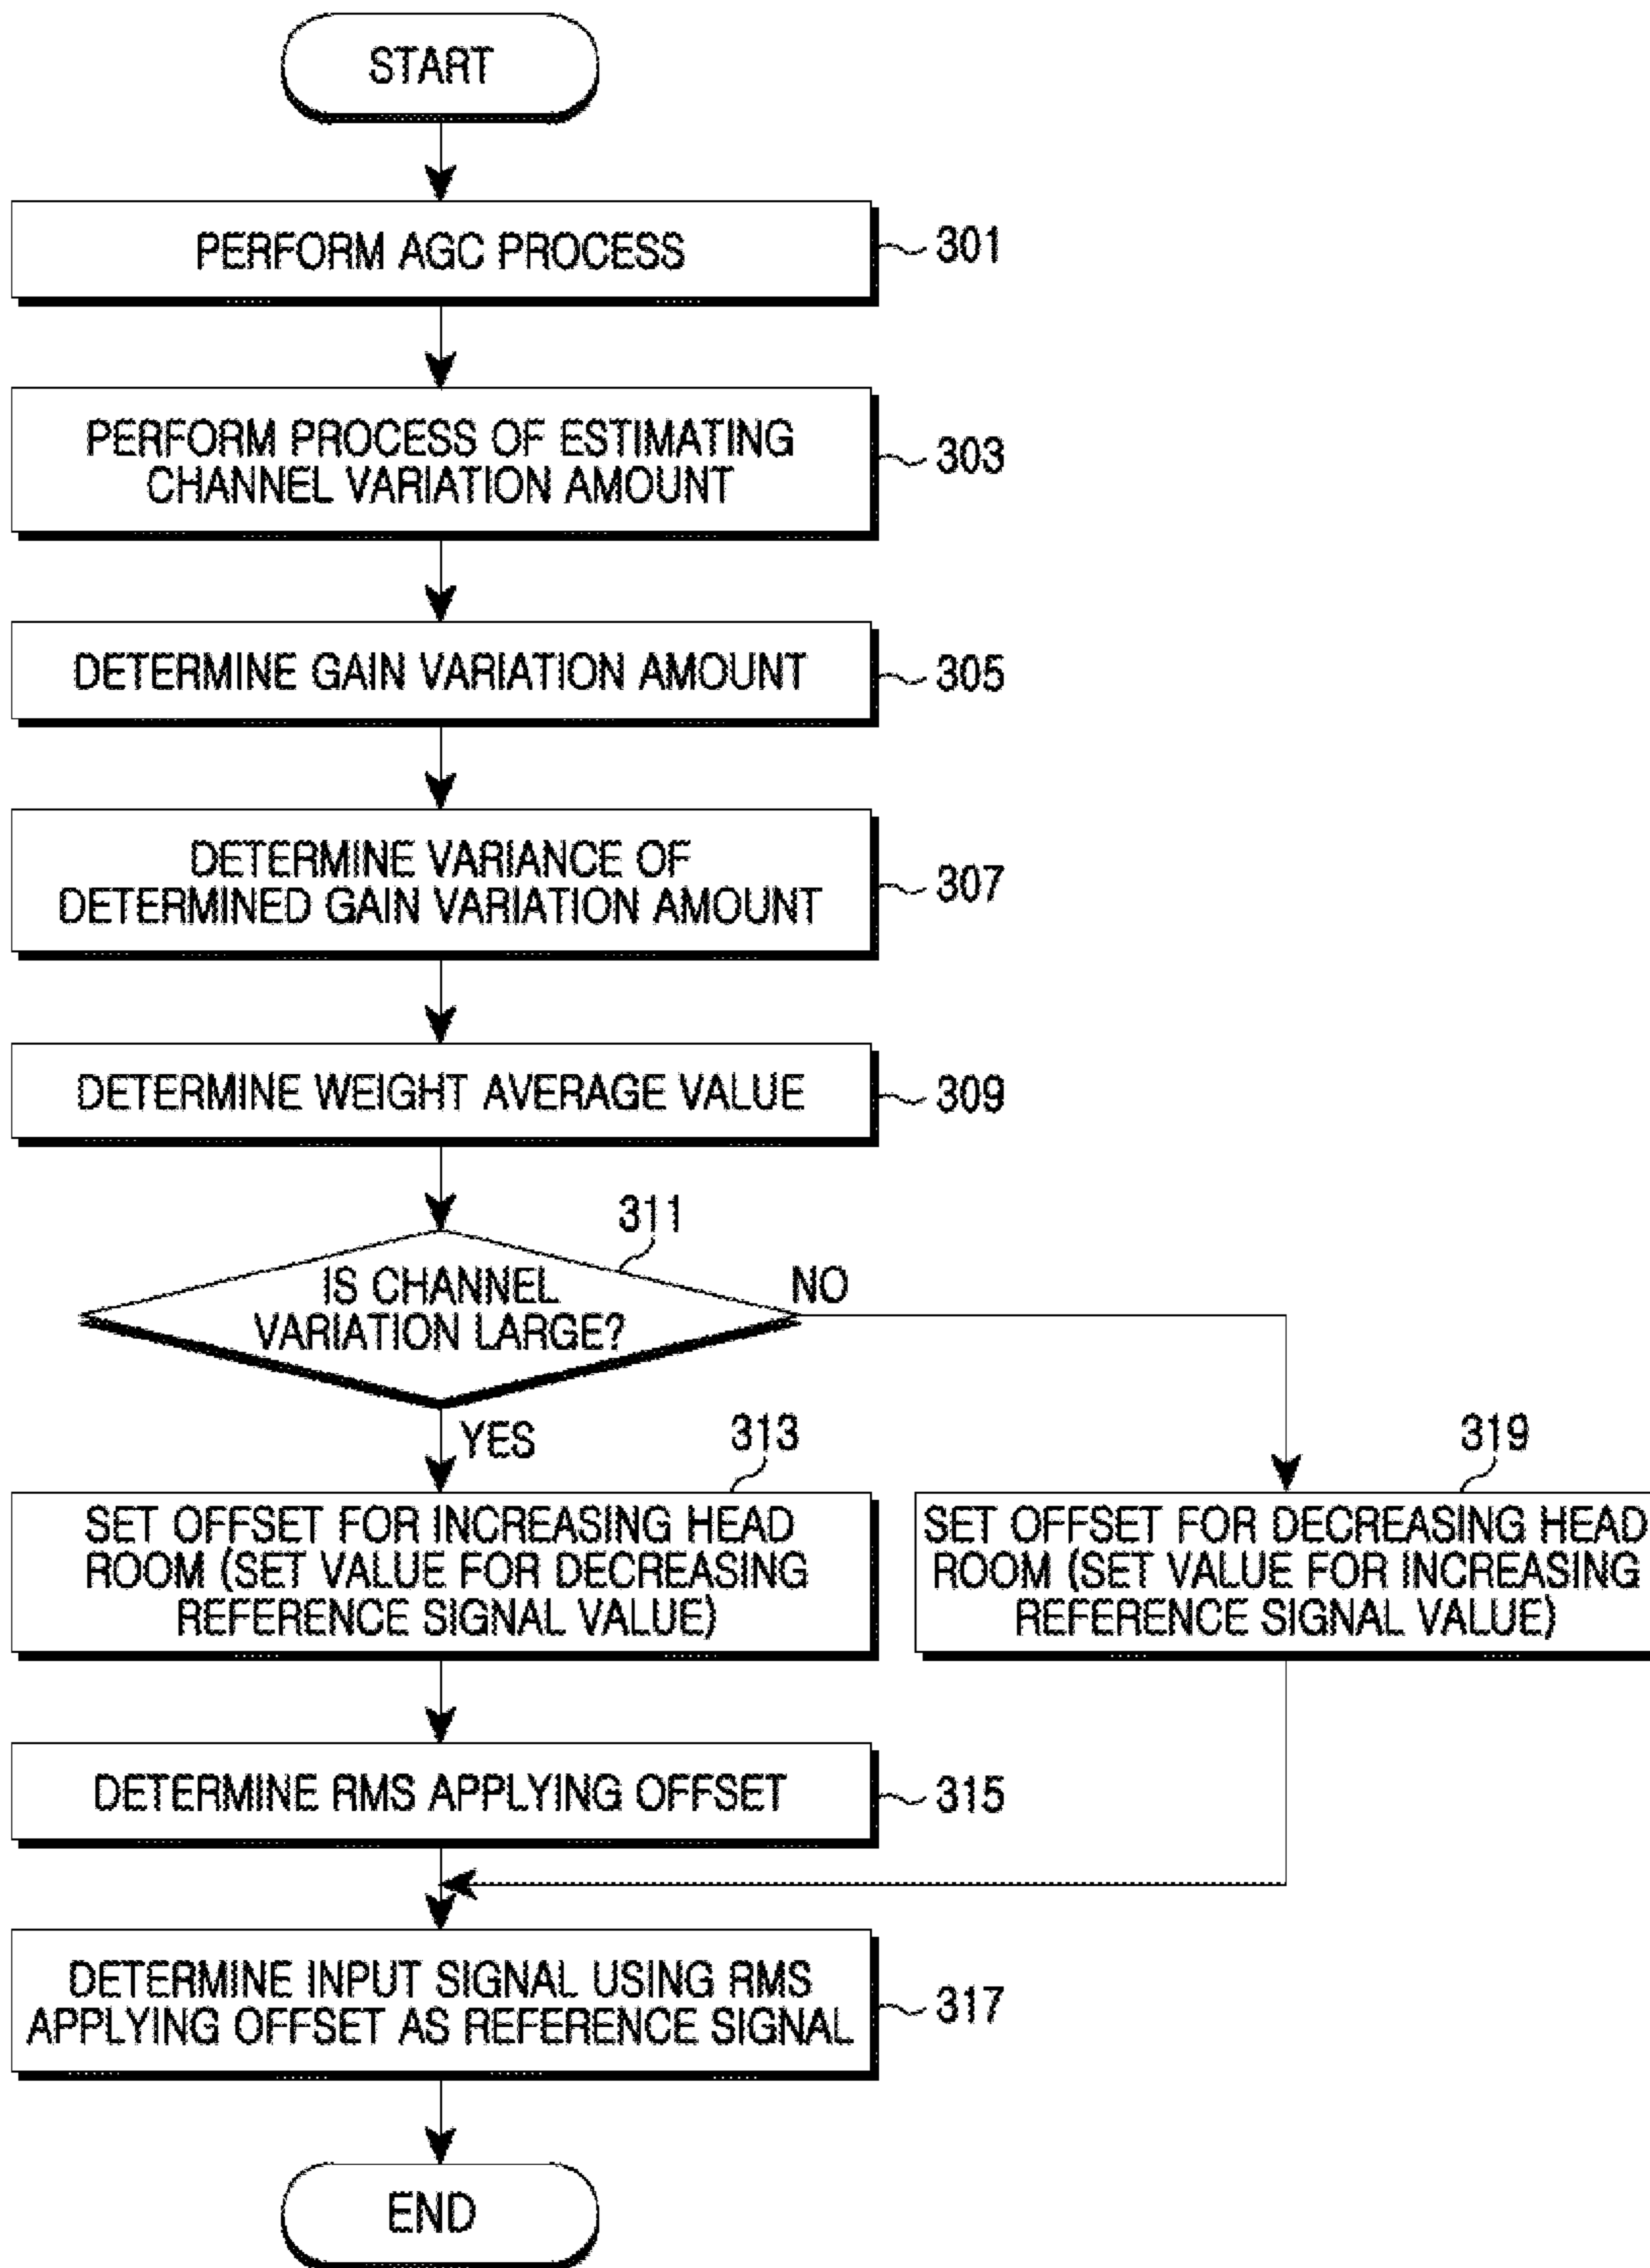 START
PERFORM AGC PROCESS
301
PERFORM PROCESS OF ESTIMATING
CHANNEL VARIATION AMOUNT
303
DETERMINE GAIN VARIATION AMOUNT
305
DETERMINE VARIANCE OF
DETERMINED GAIN VARIATION AMOUNT
307
DETERMINE WEIGHT AVERAGE VALUE
309
311
IS CHANNEL
VARIATION LARGE?
NO
YES
313
SET OFFSET FOR INCREASING HEAD
ROOM (SET VALUE FOR DECREASING
REFERENCE SIGNAL VALUE)
319
SET OFFSET FOR DECREASING HEAD
ROOM (SET VALUE FOR INCREASING
REFERENCE SIGNAL VALUE)
DETERMINE RMS APPLYING OFFSET
315
DETERMINE INPUT SIGNAL USING RMS
APPLYING OFFSET AS REFERENCE SIGNAL
317
END